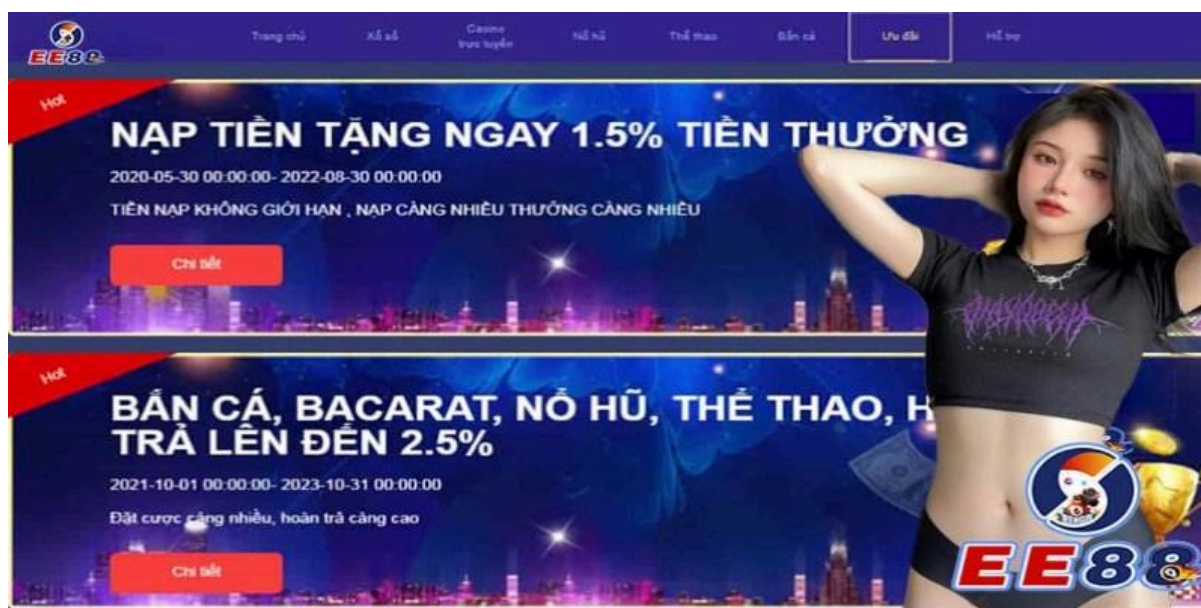 EE88
Trang chủ
Xổ số
Casino
trực tuyến
Nổ hũ
Thể thao
Bắn cá
Ưu đãi
Hỗ trợ
Hot
NẠP TIỀN TẶNG NGAY 1.5% TIỀN THƯỞNG
2020-05-30 00:00:00- 2022-08-30 00:00:00
TIỀN NẠP KHÔNG GIỚI HẠN , NẠP CÀNG NHIỀU THƯỞNG CÀNG NHIỀU
Chi tiết
Hot
BẮN CÁ, BACARAT, NỔ HŨ, THỂ THAO, H
TRẢ LÊN ĐẾN 2.5%
2021-10-01 00:00:00- 2023-10-31 00:00:00
Đặt cược càng nhiều, hoàn trả càng cao
Chi tiết
EE88